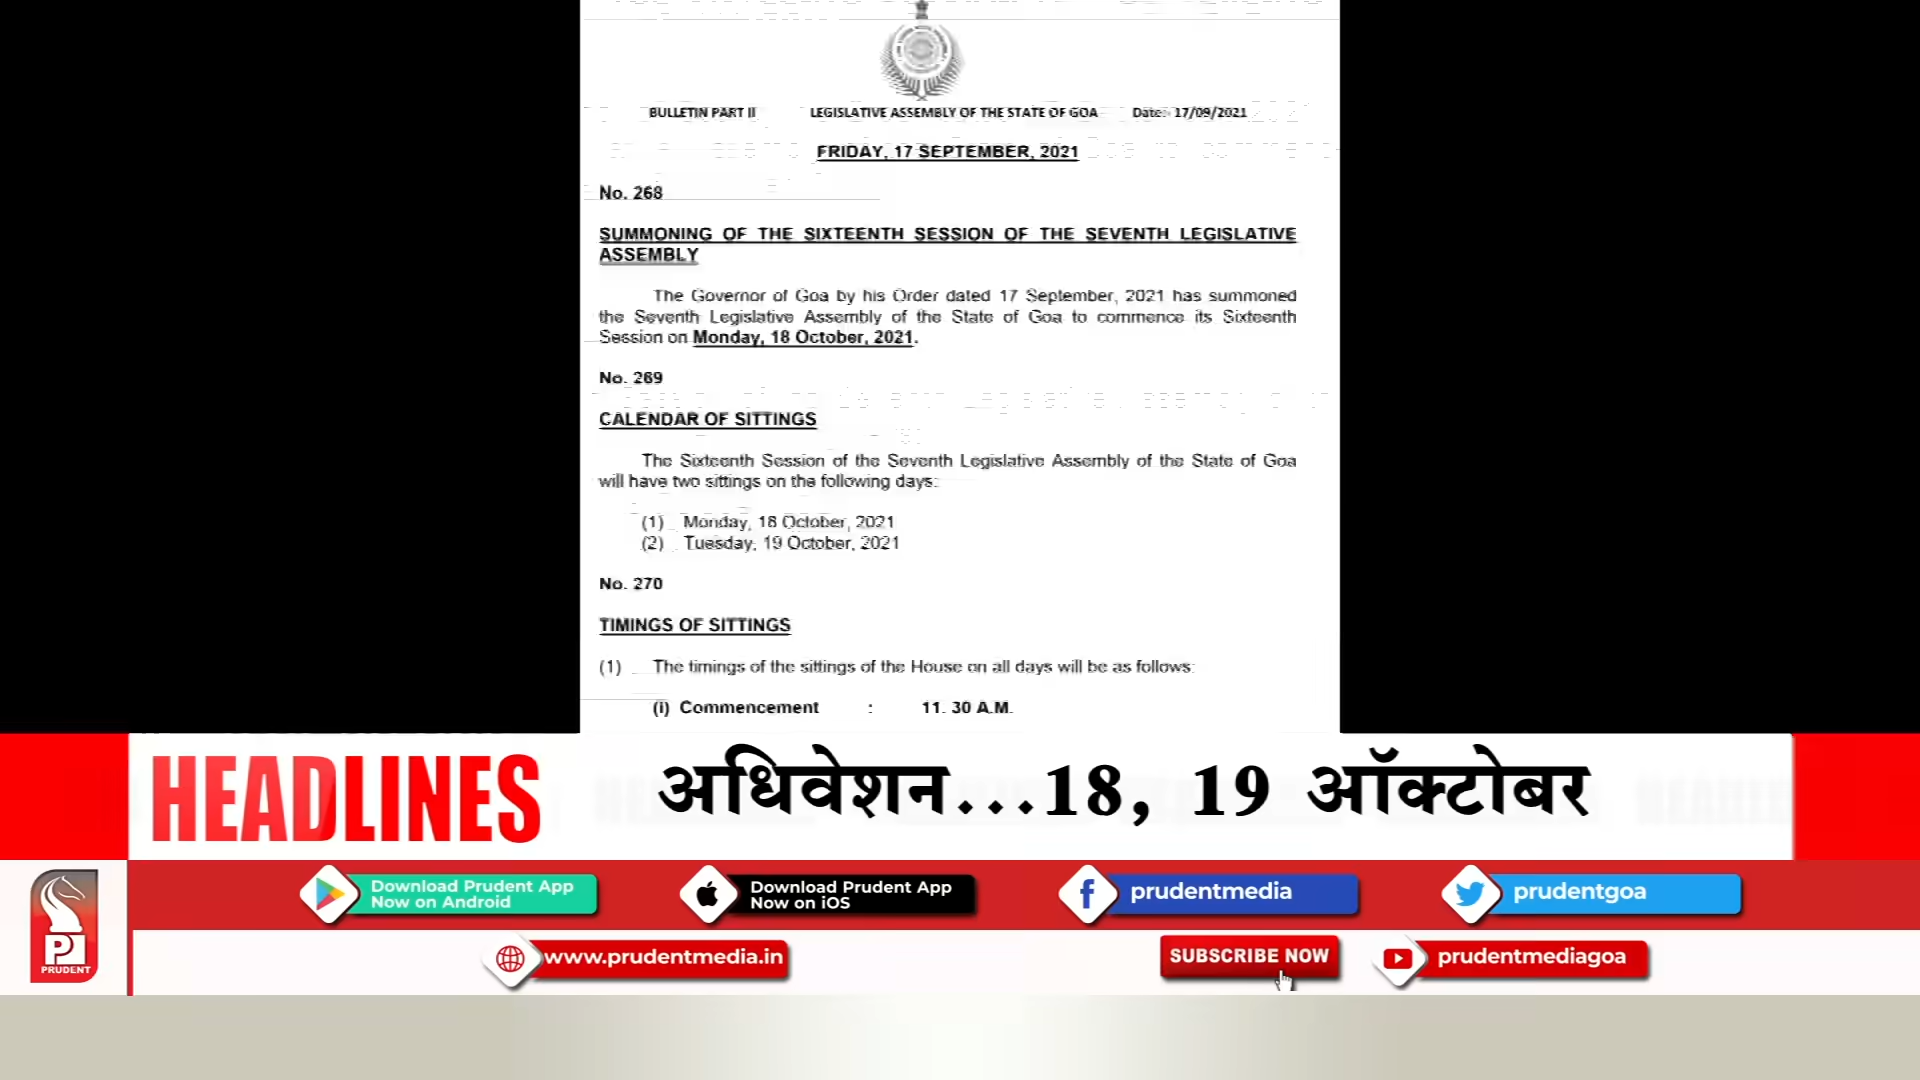 BULLETIN PART II LEGISLATIVE ASSEMBLY OF THE STATE OF GOA Date:- 17/09/2021
FRIDAY, 17 SEPTEMBER, 2021
No. 268
SUMMONING OF THE SIXTEENTH SESSION OF THE SEVENTH LEGISLATIVE
ASSEMBLY
The Governor of Goa by his Order dated 17 September, 2021 has summoned
the Seventh Legislative Assembly of the State of Goa to commence its Sixteenth
Session on Monday, 18 October, 2021.
No. 269
CALENDAR OF SITTINGS
The Sixteenth Session of the Seventh Legislative Assembly of the State of Goa
will have two sittings on the following days:
(1) Monday, 18 October, 2021
(2) Tuesday, 19 October, 2021
No. 270
TIMINGS OF SITTINGS
(1) The timings of the sittings of the House on all days will be as follows:
(i) Commencement : 11. 30 A.M.
HEADLINES
अधिवेशन...18, 19 ऑक्टोबर
Download Prudent App
Now on Android
Download Prudent App
Now on iOS
prudentmedia
prudentgoa
PRUDENT
www.prudentmedia.in
SUBSCRIBE NOW
prudentmediagoa